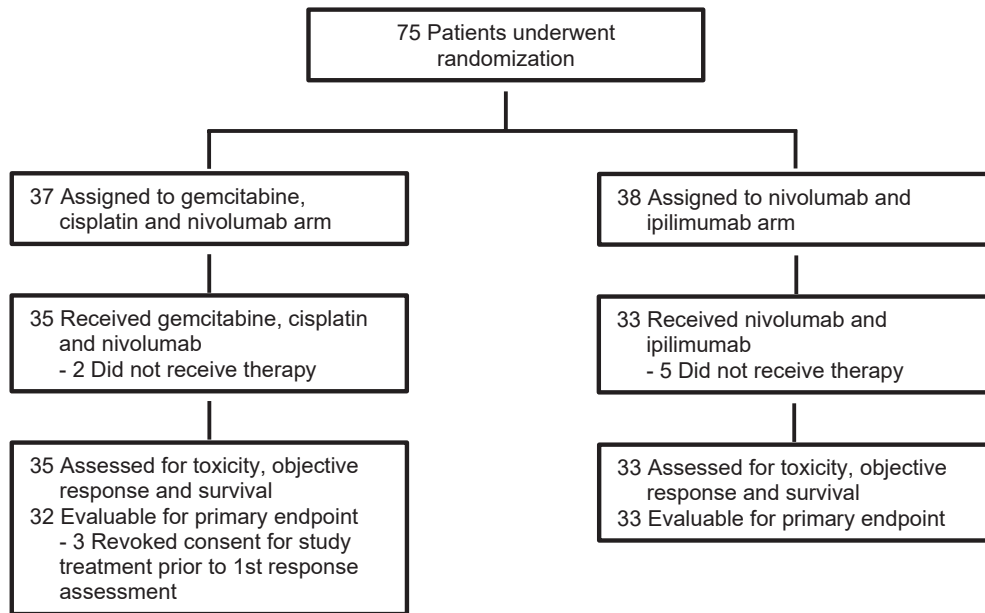 75 Patients underwent
randomization
37 Assigned to gemcitabine,
cisplatin and nivolumab arm
38 Assigned to nivolumab and
ipilimumab arm
35 Received gemcitabine, cisplatin
and nivolumab
- 2 Did not receive therapy
33 Received nivolumab and
ipilimumab
- 5 Did not receive therapy
35 Assessed for toxicity, objective
response and survival
32 Evaluable for primary endpoint
- 3 Revoked consent for study
treatment prior to 1st response
assessment
33 Assessed for toxicity, objective
response and survival
33 Evaluable for primary endpoint